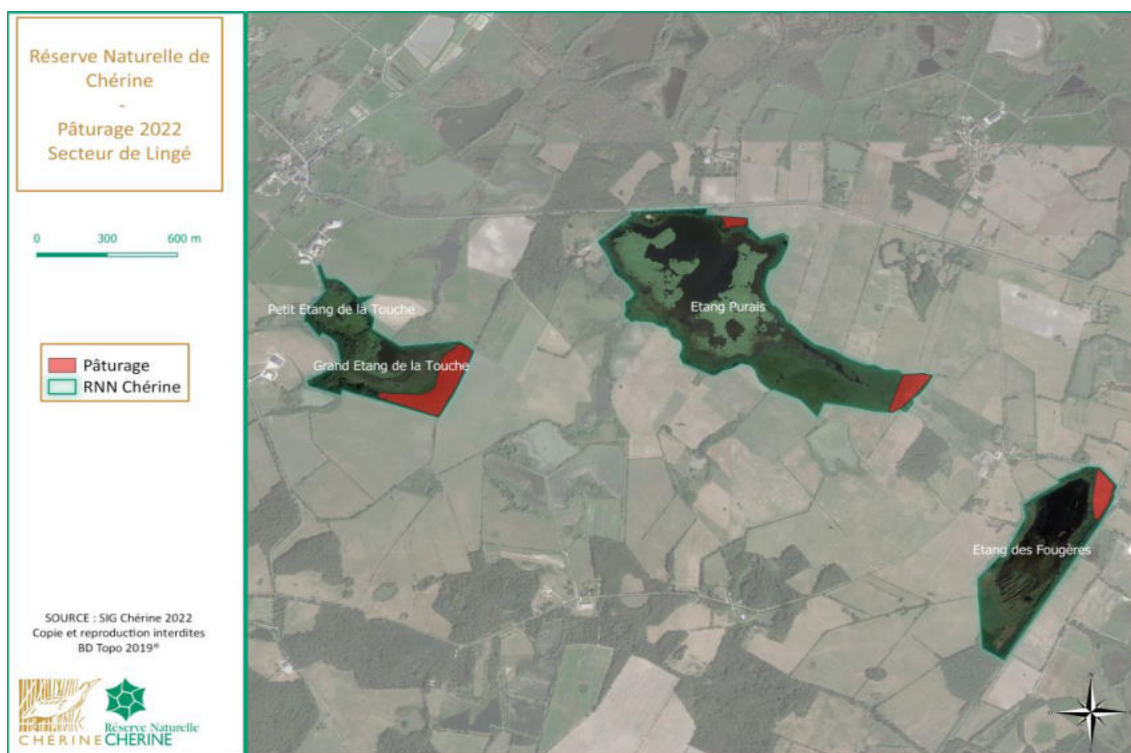 Réserve Naturelle de
Chérine
-
Pâturage 2022
Secteur de Lingé
0 300 600 m
Pâturage
RNN Chérine
SOURCE : SIG Chérine 2022
Copie et reproduction interdites
BD Topo 2019®
CHERINE
Réserve Naturelle
CHERINE
Petit Etang de la Touche
Grand Etang de la Touche
Etang Purais
Etang des Fougères